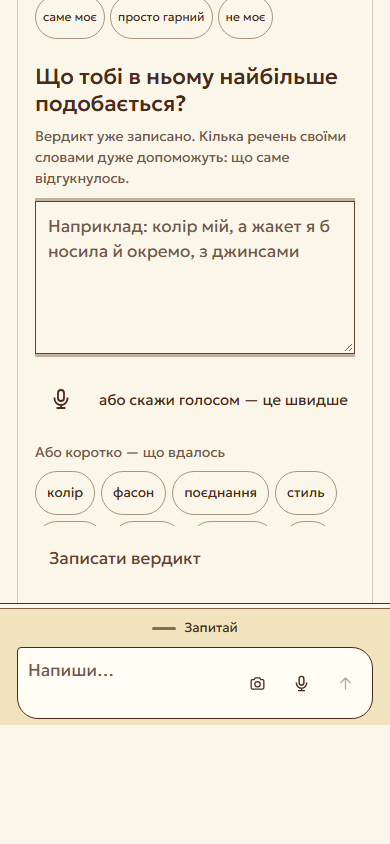 саме моє просто гарний не моє
Що тобі в ньому найбільше
подобається?
Вердикт уже записано. Кілька речень своїми
словами дуже допоможуть: що саме
відгукнулось.
Наприклад: колір мій, а жакет я б
носила й окремо, з джинсами
або скажи голосом — це швидше
Або коротко — що вдалось
колір фасон поєднання стиль
Записати вердикт
Запитай
Напиши...